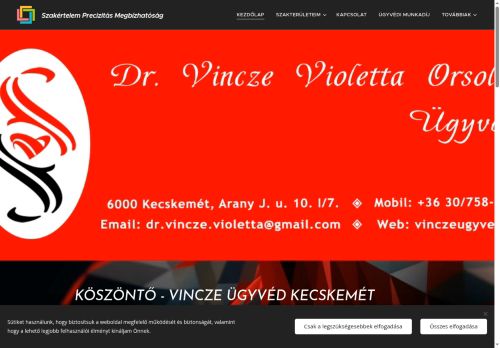 Szakértelem Precizitás Megbízhatóság
KEZDŐLAP
SZAKTERÜLETEIM
KAPCSOLAT
ÜGYVÉDI MUNKADÍJ
TOVÁBBIAK
Dr. Vincze Violetta Orsol
Ügyvé
6000 Kecskemét, Arany J. u. 10. I/7. ◈ Mobil: +36 30/758-
Email: dr.vincze.violetta@gmail.com ◈ Web: vinczeugyve
KÖSZÖNTŐ - VINCZE ÜGYVÉD KECSKEMÉT
Sütiket használunk, hogy biztosítsuk a weboldal megfelelő működését és biztonságát, valamint
hogy a lehető legjobb felhasználói élményt kínáljam Önnek.
Csak a legszükségesebbek elfogadása
Összes elfogadása